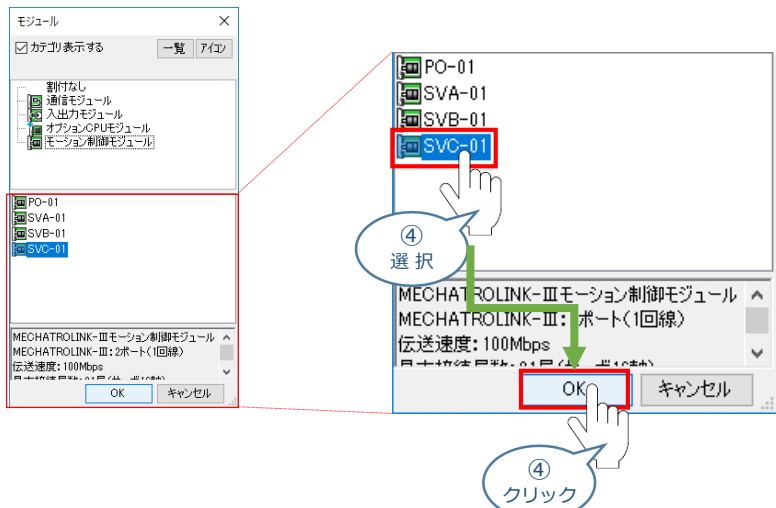 モジュール
カテゴリ表示する
一覧
アイコン
割付なし
通信モジュール
入出力モジュール
オプションCPUモジュール
モーション制御モジュール
PO-01
SVA-01
SVB-01
SVC-01
MECHATROLINK-Ⅲモーション制御モジュール
MECHATROLINK-Ⅲ：2ポート(1回線)
伝送速度：100Mbps
OK
キャンセル
PO-01
SVA-01
SVB-01
SVC-01
④
選 択
MECHATROLINK-Ⅲモーション制御モジュール
MECHATROLINK-Ⅲ： ポート(1回線)
伝送速度：100Mbps
OK
キャンセル
④
クリック